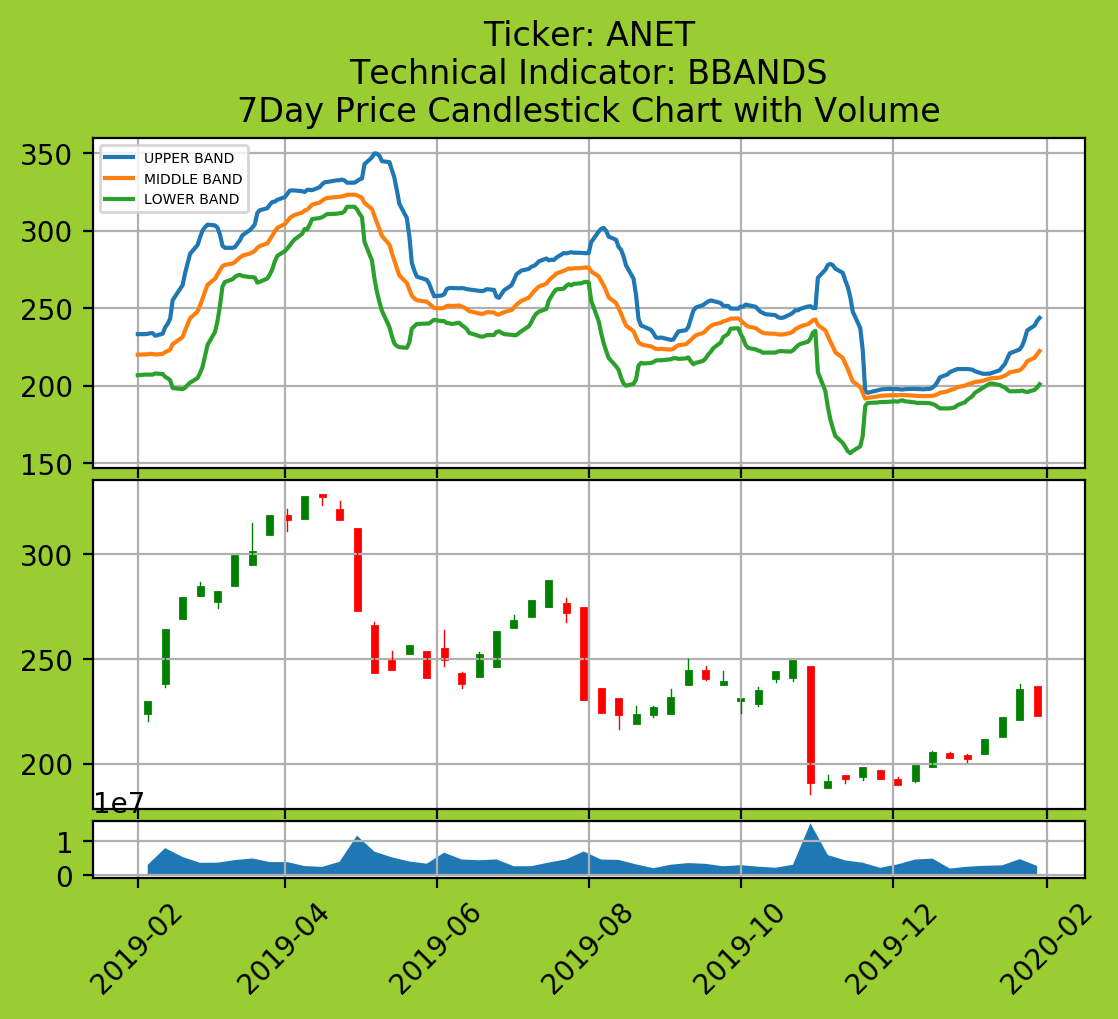 Ticker: ANET
Technical Indicator: BBANDS
7Day Price Candlestick Chart with Volume
350
300
250
200
150
UPPER BAND
MIDDLE BAND
LOWER BAND
300
250
200
1e7
1
0
2019-02
2019-04
2019-06
2019-08
2019-10
2019-12
2020-02